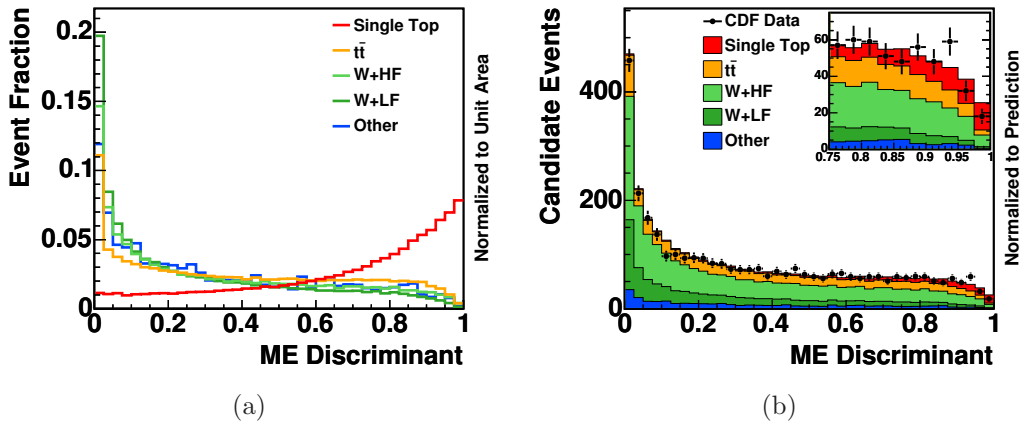 Event Fraction
0.2
0.15
0.1
0.05
0
0 0.2 0.4 0.6 0.8 1
ME Discriminant
Normalized to Unit Area
Single Top
tt̄
W+HF
W+LF
Other
(a)
Candidate Events
400
200
0
0 0.2 0.4 0.6 0.8 1
ME Discriminant
Normalized to Prediction
CDF Data
Single Top
tt̄
W+HF
W+LF
Other
60
40
20
0
0.75 0.8 0.85 0.9 0.95 1
(b)